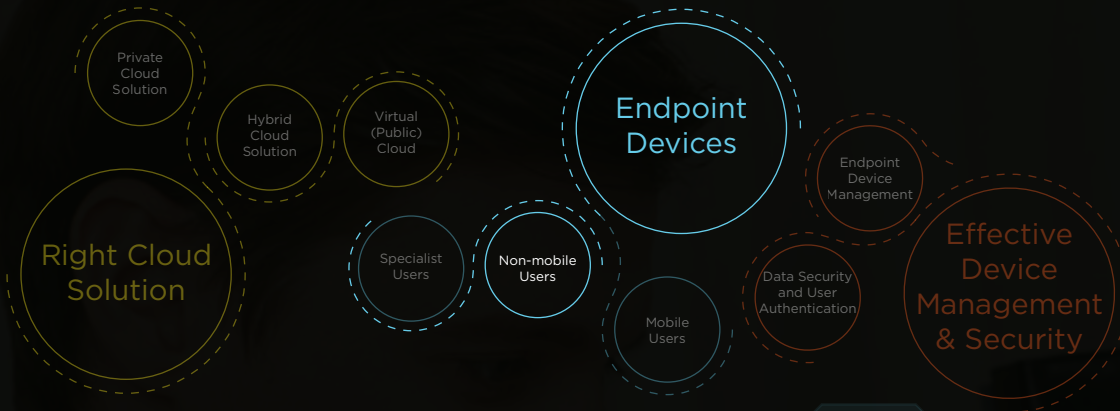 Private
Cloud
Solution
Hybrid
Cloud
Solution
Virtual
(Public)
Cloud
Right Cloud
Solution
Endpoint
Devices
Specialist
Users
Non-mobile
Users
Mobile
Users
Endpoint
Device
Management
Data Security
and User
Authentication
Effective
Device
Management
& Security